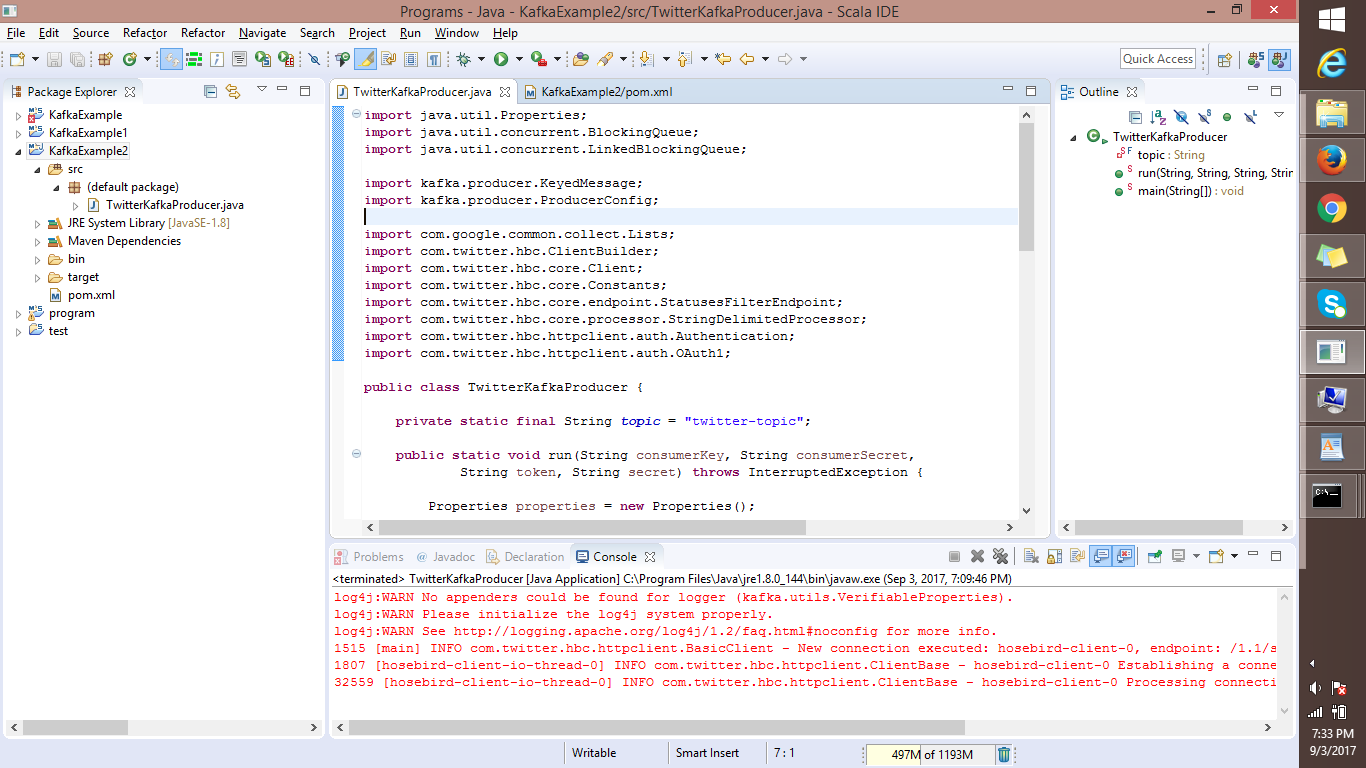 Programs - Java - KafkaExample2/src/TwitterKafkaProducer.java - Scala IDE
File Edit Source Refactor Refactor Navigate Search Project Run Window Help
Quick Access
Package Explorer
KafkaExample
KafkaExample1
KafkaExample2
src
(default package)
TwitterKafkaProducer.java
JRE System Library [JavaSE-1.8]
Maven Dependencies
bin
target
pom.xml
program
test
TwitterKafkaProducer.java KafkaExample2/pom.xml
import java.util.Properties;
import java.util.concurrent.BlockingQueue;
import java.util.concurrent.LinkedBlockingQueue;
import kafka.producer.KeyedMessage;
import kafka.producer.ProducerConfig;
import com.google.common.collect.Lists;
import com.twitter.hbc.ClientBuilder;
import com.twitter.hbc.core.Client;
import com.twitter.hbc.core.Constants;
import com.twitter.hbc.core.endpoint.StatusesFilterEndpoint;
import com.twitter.hbc.core.processor.StringDelimitedProcessor;
import com.twitter.hbc.httpclient.auth.Authentication;
import com.twitter.hbc.httpclient.auth.OAuth1;
public class TwitterKafkaProducer {
private static final String topic = "twitter-topic";
public static void run(String consumerKey, String consumerSecret,
String token, String secret) throws InterruptedException {
Properties properties = new Properties();
Outline
TwitterKafkaProducer
topic : String
run(String, String, String, Strin
main(String[]) : void
Problems @ Javadoc Declaration Console
<terminated> TwitterKafkaProducer [Java Application] C:\Program Files\Java\jre1.8.0_144\bin\javaw.exe (Sep 3, 2017, 7:09:46 PM)
log4j:WARN No appenders could be found for logger (kafka.utils.VerifiableProperties).
log4j:WARN Please initialize the log4j system properly.
log4j:WARN See http://logging.apache.org/log4j/1.2/faq.html#noconfig for more info.
1515 [main] INFO com.twitter.hbc.httpclient.BasicClient - New connection executed: hosebird-client-0, endpoint: /1.1/s
1807 [hosebird-client-io-thread-0] INFO com.twitter.hbc.httpclient.ClientBase - hosebird-client-0 Establishing a conne
32559 [hosebird-client-io-thread-0] INFO com.twitter.hbc.httpclient.ClientBase - hosebird-client-0 Processing connecti
Writable Smart Insert 7 : 1 497M of 1193M
7:33 PM
9/3/2017